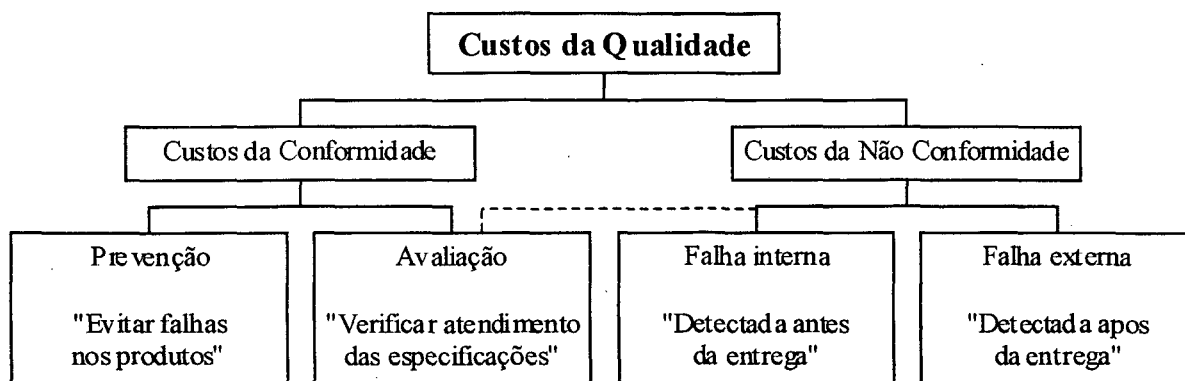 Custos da Qualidade
Custos da Conformidade
Custos da Não Conformidade
Prevenção
"Evitar falhas
nos produtos"
Avaliação
"Verificar atendimento
das especificações"
Falha interna
"Detectada antes
da entrega"
Falha externa
"Detectada apos
da entrega"